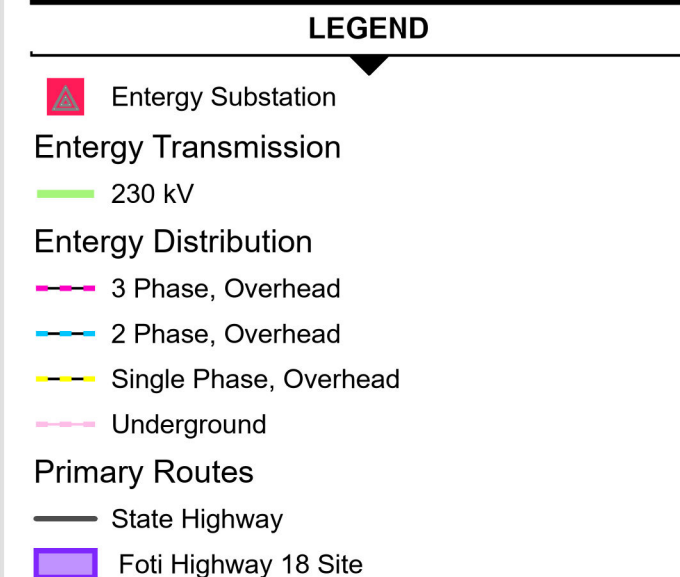 LEGEND
Entergy Substation
Entergy Transmission
230 kV
Entergy Distribution
3 Phase, Overhead
2 Phase, Overhead
Single Phase, Overhead
Underground
Primary Routes
State Highway
Foti Highway 18 Site